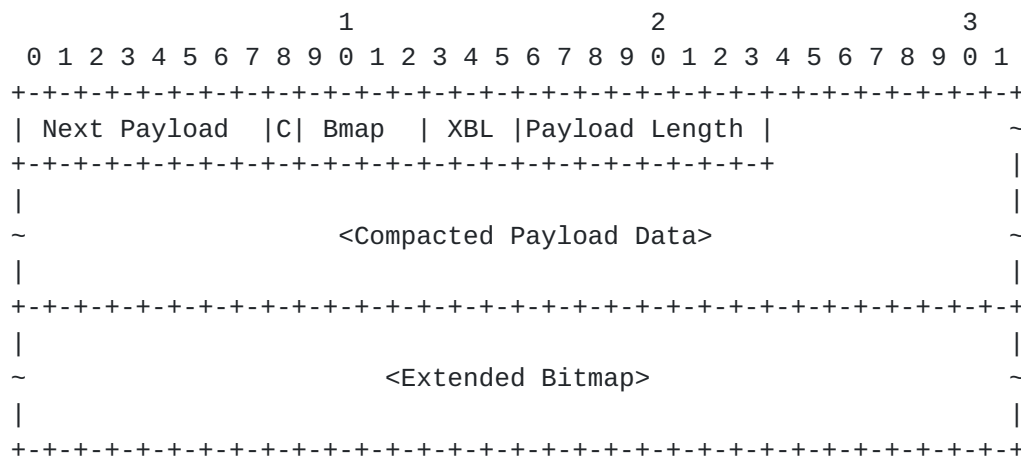 1                   2                   3
 0 1 2 3 4 5 6 7 8 9 0 1 2 3 4 5 6 7 8 9 0 1 2 3 4 5 6 7 8 9 0 1
+-+-+-+-+-+-+-+-+-+-+-+-+-+-+-+-+-+-+-+-+-+-+-+-+-+-+-+-+-+-+-+-+
| Next Payload  |C| Bmap  | XBL |Payload Length |               ~
+-+-+-+-+-+-+-+-+-+-+-+-+-+-+-+-+-+-+-+-+-+-+-+-+               |
|                                                               |
~                    <Compacted Payload Data>                   ~
|                                                               |
+-+-+-+-+-+-+-+-+-+-+-+-+-+-+-+-+-+-+-+-+-+-+-+-+-+-+-+-+-+-+-+-+
|                                                               |
~                       <Extended Bitmap>                       ~
|                                                               |
+-+-+-+-+-+-+-+-+-+-+-+-+-+-+-+-+-+-+-+-+-+-+-+-+-+-+-+-+-+-+-+-+